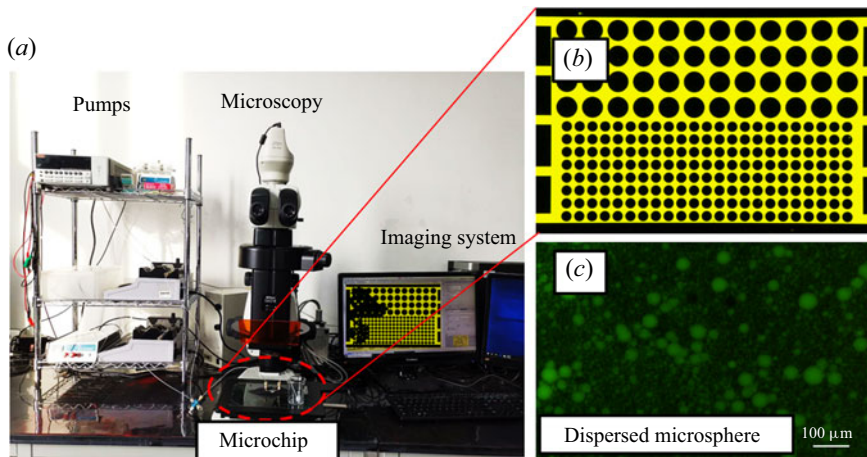 (a)
Pumps
Microscopy
Imaging system
Microchip
(b)
(c)
Dispersed microsphere
100 μm